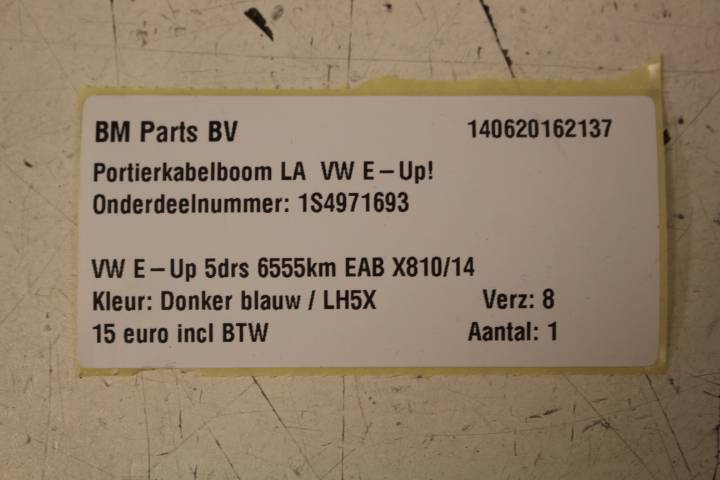 BM Parts BV 140620162137
Portierkabelboom LA VW E-Up!
Onderdeelnummer: 1S4971693
VW E-Up 5drs 6555km EAB X810/14
Kleur: Donker blauw / LH5X Verz: 8
15 euro incl BTW Aantal: 1